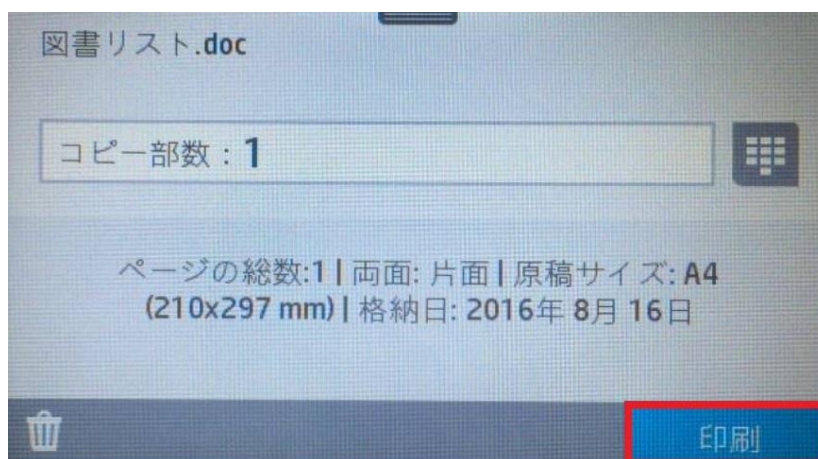 図書リスト.doc
コピー部数：1
ページの総数:1 | 両面: 片面 | 原稿サイズ: A4
(210x297 mm) | 格納日: 2016年 8月 16日
印刷